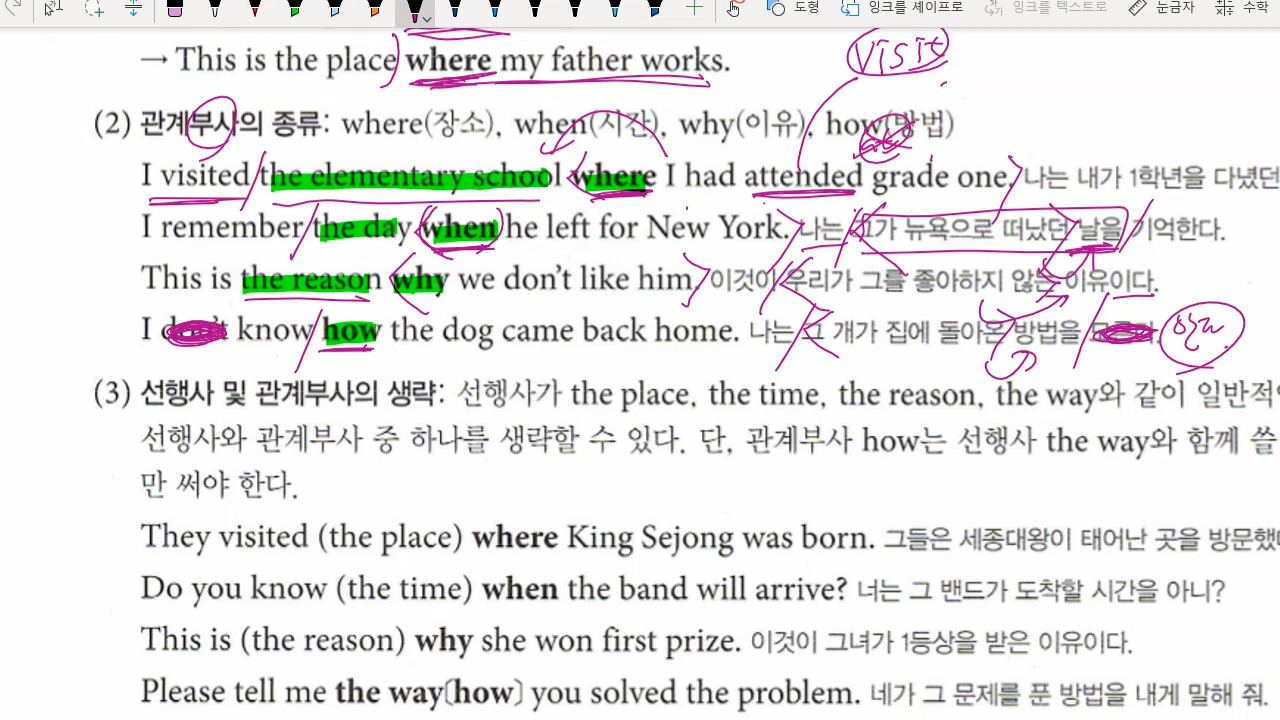 도형 잉크를 셰이프로 잉크를 텍스트로 눈금자 수학
→ This is the place where my father works.
visit
(2) 관계부사의 종류: where(장소), when(시간), why(이유), how(방법)
I visited the elementary school where I had attended grade one. 나는 내가 1학년을 다녔던
I remember the day when he left for New York. 나는 그가 뉴욕으로 떠났던 날을 기억한다.
This is the reason why we don't like him. 이것이 우리가 그를 좋아하지 않는 이유이다.
I don't know how the dog came back home. 나는 그 개가 집에 돌아온 방법을
안다
(3) 선행사 및 관계부사의 생략: 선행사가 the place, the time, the reason, the way와 같이 일반적
선행사와 관계부사 중 하나를 생략할 수 있다. 단, 관계부사 how는 선행사 the way와 함께 쓸
만 써야 한다.
They visited (the place) where King Sejong was born. 그들은 세종대왕이 태어난 곳을 방문했
Do you know (the time) when the band will arrive? 너는 그 밴드가 도착할 시간을 아니?
This is (the reason) why she won first prize. 이것이 그녀가 1등상을 받은 이유이다.
Please tell me the way[how] you solved the problem. 네가 그 문제를 푼 방법을 내게 말해 줘.